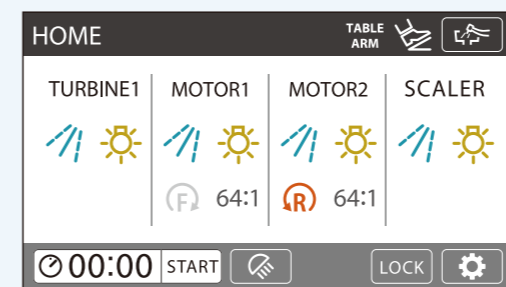 HOME
TABLE
ARM
TURBINE1 MOTOR1 MOTOR2 SCALER
F 64:1 R 64:1
00:00 START LOCK